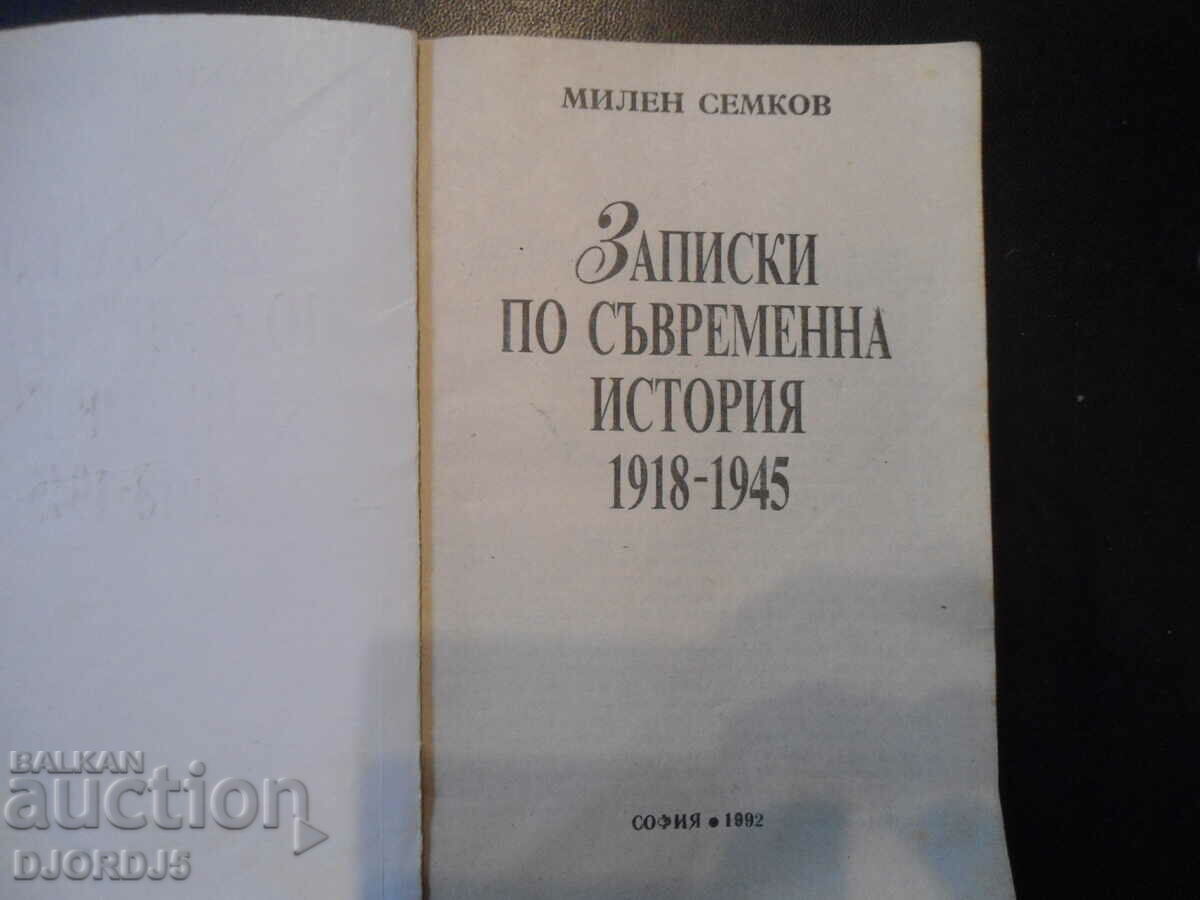 МИЛЕН СЕМКОВ
ЗАПИСКИ
ПО СЪВРЕМЕННА
ИСТОРИЯ
1918-1945
СОФИЯ • 1992
BALKAN
auction
DJORDJ5